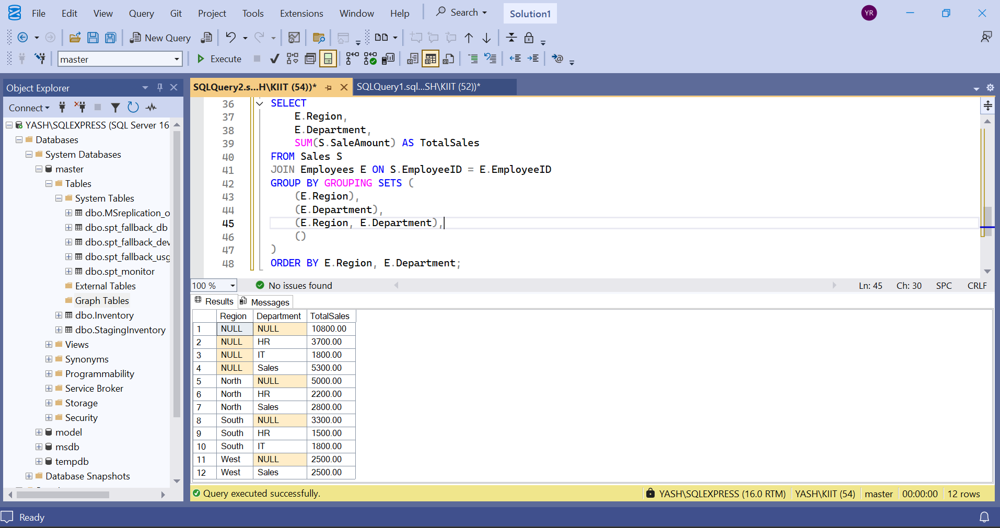 File Edit View Query Git Project Tools Extensions Window Help Search Solution1 YR
New Query
master Execute
Object Explorer
Connect
YASH\SQLEXPRESS (SQL Server 16
Databases
System Databases
master
Tables
System Tables
dbo.MSreplication_o
dbo.spt_fallback_db
dbo.spt_fallback_dev
dbo.spt_fallback_usg
dbo.spt_monitor
External Tables
Graph Tables
dbo.Inventory
dbo.StagingInventory
Views
Synonyms
Programmability
Service Broker
Storage
Security
model
msdb
tempdb
Database Snapshots
SQLQuery2.s...H\KIIT (54))* SQLQuery1.sql...SH\KIIT (52))*
36 SELECT
37 E.Region,
38 E.Department,
39 SUM(S.SaleAmount) AS TotalSales
40 FROM Sales S
41 JOIN Employees E ON S.EmployeeID = E.EmployeeID
42 GROUP BY GROUPING SETS (
43 (E.Region),
44 (E.Department),
45 (E.Region, E.Department),
46 ()
47 )
48 ORDER BY E.Region, E.Department;
100 % No issues found Ln: 45 Ch: 30 SPC CRLF
Results Messages
Region Department TotalSales
1 NULL NULL 10800.00
2 NULL HR 3700.00
3 NULL IT 1800.00
4 NULL Sales 5300.00
5 North NULL 5000.00
6 North HR 2200.00
7 North Sales 2800.00
8 South NULL 3300.00
9 South HR 1500.00
10 South IT 1800.00
11 West NULL 2500.00
12 West Sales 2500.00
Query executed successfully. YASH\SQLEXPRESS (16.0 RTM) YASH\KIIT (54) master 00:00:00 12 rows
Ready